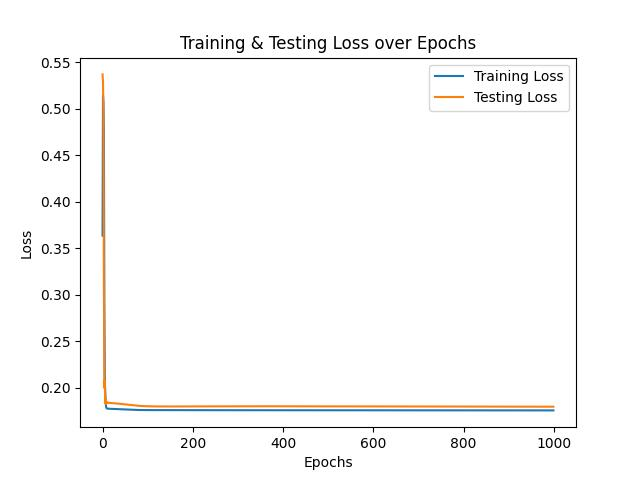 Training & Testing Loss over Epochs
Training Loss
Testing Loss
0.55
0.50
0.45
0.40
0.35
0.30
0.25
0.20
Loss
0 200 400 600 800 1000
Epochs